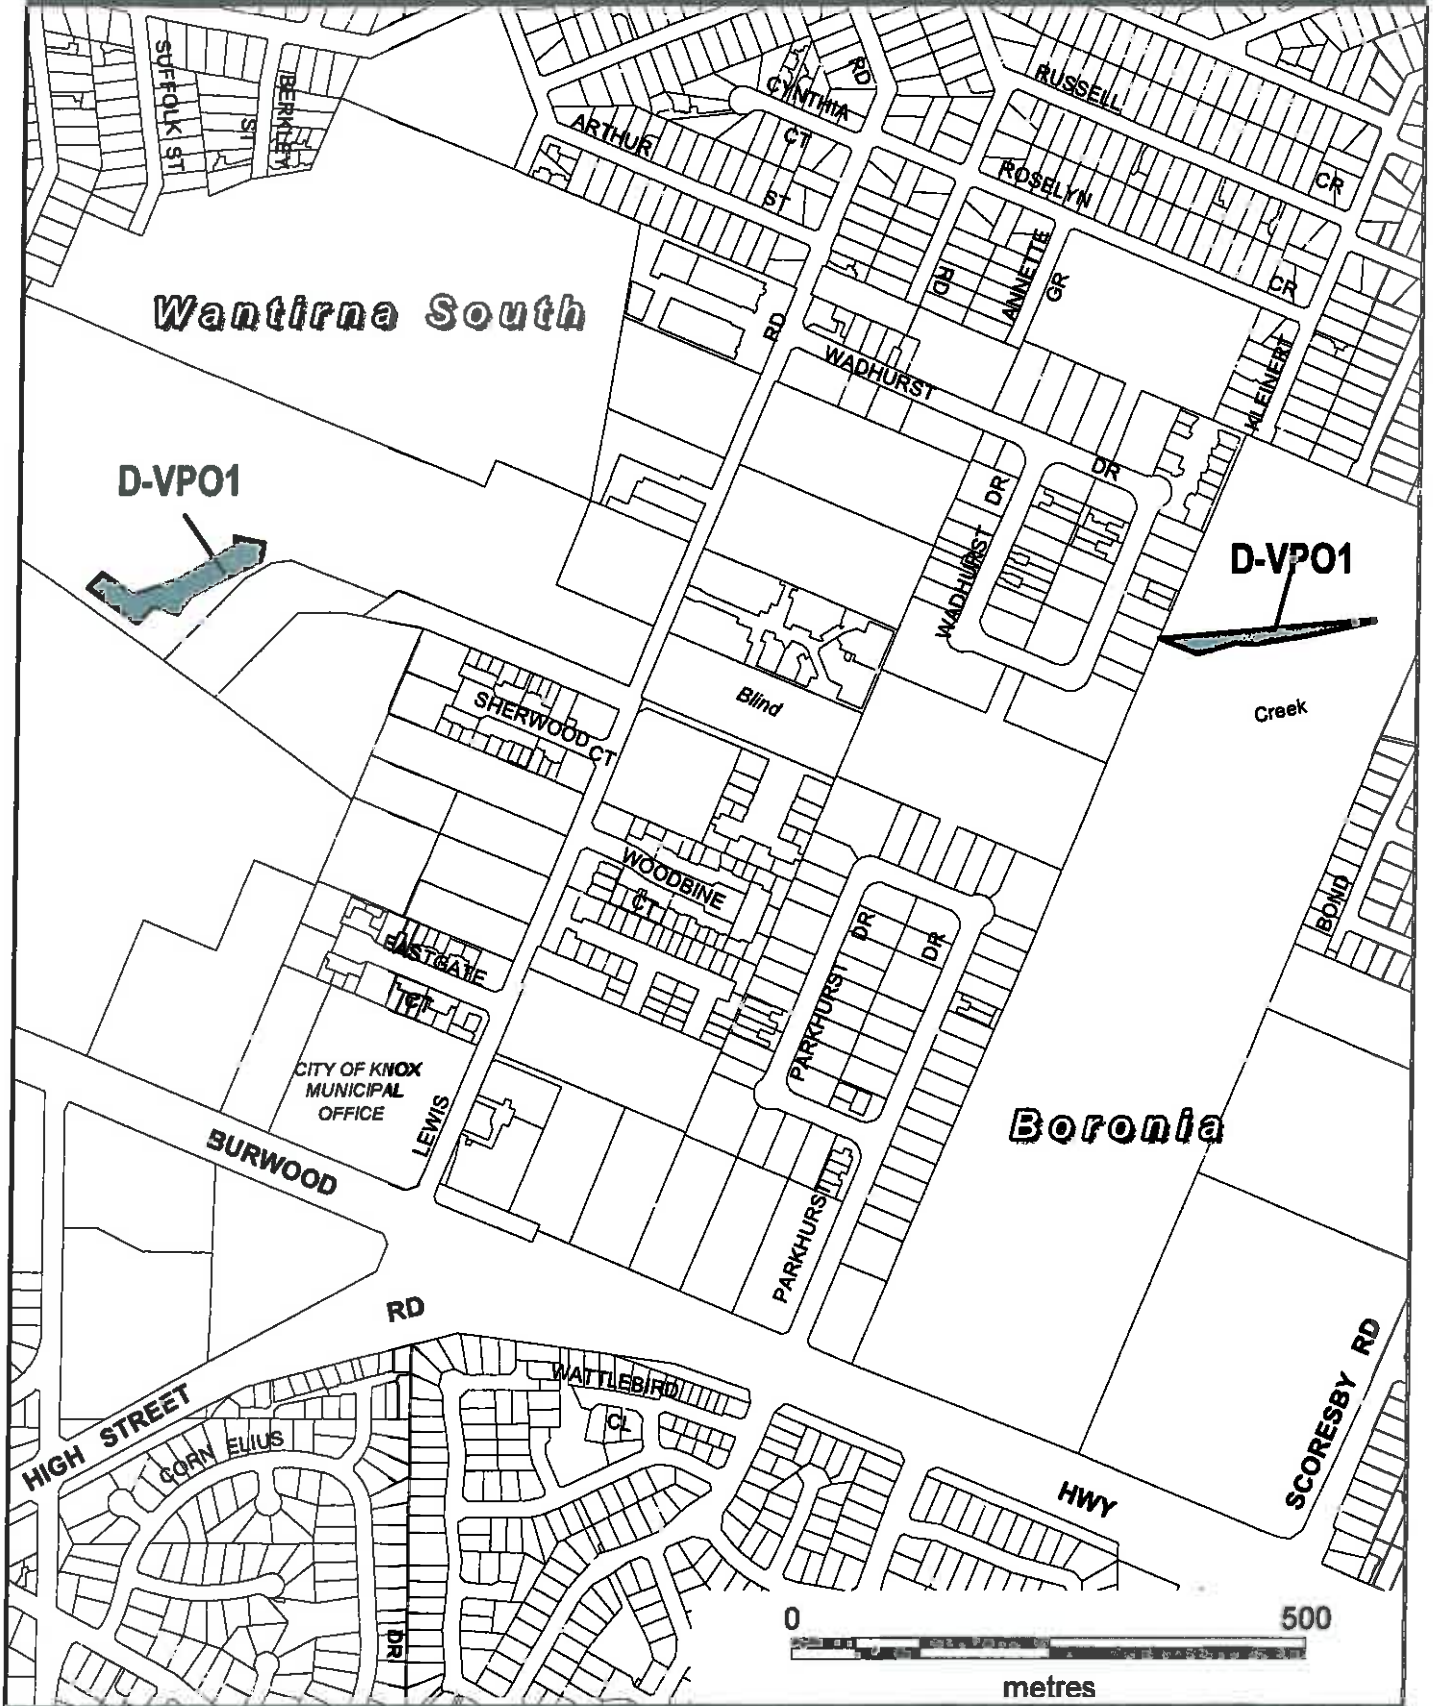 SUFFOLK ST
BERKLEY
ST
CYNTHIA
CT
RD
RUSSELL
CR
ARTHUR
ST
ROSELYN
CR
ANNETTE
GR
RD
Wantirna South
RD
WADHURST
DR
KLEINERT
D-VPO1
WADHURST
DR
D-VPO1
Blind
Creek
SHERWOOD CT
WOODBINE
CT
BOND
EASTGATE
CT
PARKHURST
DR
DR
CITY OF KNOX
MUNICIPAL
OFFICE
LEWIS
BURWOOD
Boronia
PARKHURST
RD
WATTLEBIRD
CL
HIGH STREET
CORN ELIUS
SCORESBY RD
HWY
DR
0 500
metres